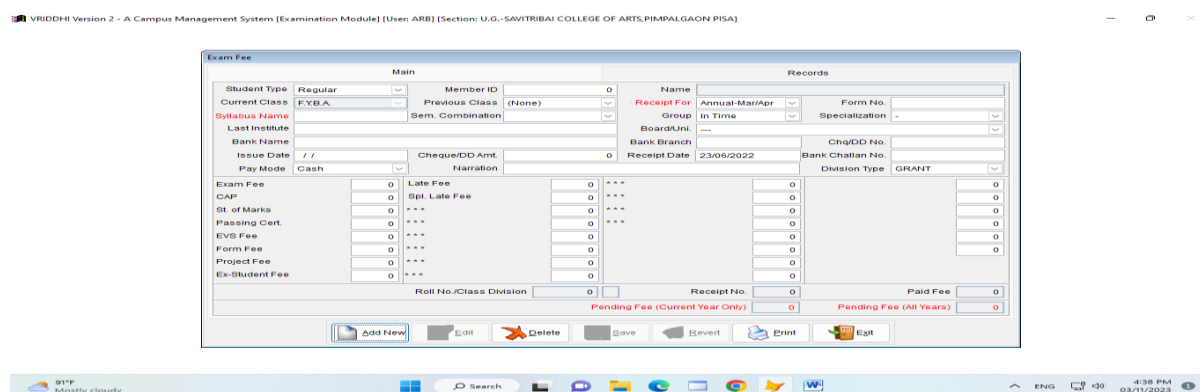 VRIDDHI Version 2 - A Campus Management System [Examination Module] [User: ARB] [Section: U.G.-SAVITRIBAI COLLEGE OF ARTS,PIMPALGAON PISA]
Exam Fee
Main Records
Student Type Regular Member ID 0 Name
Current Class F.Y.B.A. Previous Class (None) Receipt For Annual-Mar/Apr Form No.
Syllabus Name Sem. Combination Group In Time Specialization -
Last Institute Board/Uni. ---
Bank Name Bank Branch Chq/DD No.
Issue Date / / Cheque/DD Amt. 0 Receipt Date 23/06/2022 Bank Challan No.
Pay Mode Cash Narration Division Type GRANT
Exam Fee 0 Late Fee 0 * * * 0 0
CAP 0 Spl. Late Fee 0 * * * 0 0
St. of Marks 0 * * * 0 * * * 0 0
Passing Cert. 0 * * * 0 * * * 0 0
EVS Fee 0 * * * 0 0 0
Form Fee 0 * * * 0 0 0
Project Fee 0 * * * 0 0
Ex-Student Fee 0 * * * 0 0
Roll No./Class Division 0 Receipt No. 0 Paid Fee 0
Pending Fee (Current Year Only) 0 Pending Fee (All Years) 0
Add New Edit Delete Save Revert Print Exit
91°F Search ENG 4:38 PM
Mostly cloudy 03/11/2023